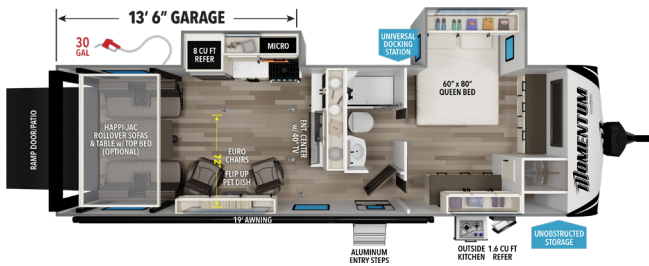 13' 6" GARAGE
30
GAL
8 CU FT
REFER
MICRO
UNIVERSAL
DOCKING
STATION
60" x 80"
QUEEN BED
RAMP DOOR/PATIO
HAPPI-JAC
ROLLOVER SOFAS
& TABLE w/ TOP BED
(OPTIONAL)
72"
EURO
CHAIRS
FLIP UP
PET DISH
ENT. CENTER
w/ 40" TV
MOMENTUM
19' AWNING
ALUMINUM
ENTRY STEPS
OUTSIDE
KITCHEN
1.6 CU FT
REFER
UNOBSTRUCTED
STORAGE